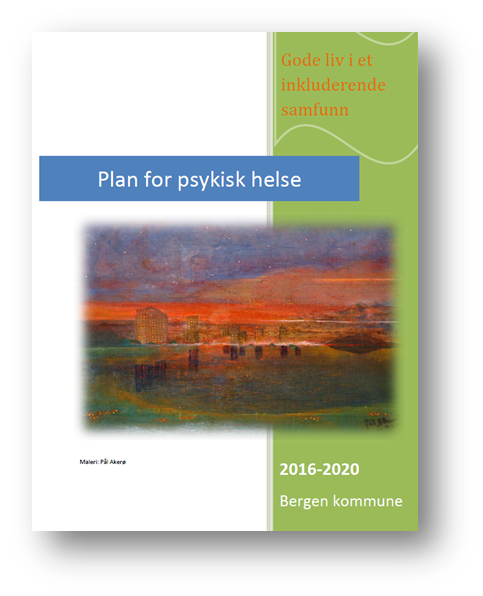 Gode liv i et
inkluderende
samfunn
Plan for psykisk helse
Maleri: Pål Akerø
2016-2020
Bergen kommune